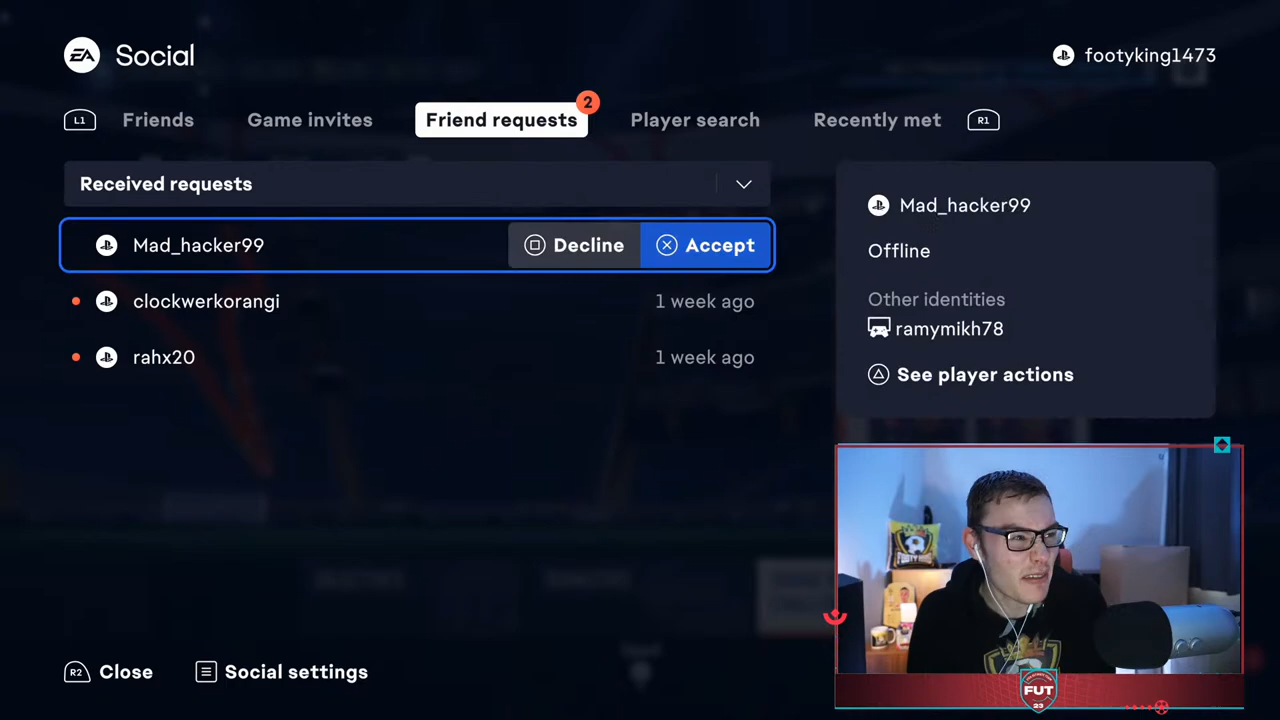 EA Social
footyking1473
L1 Friends Game invites Friend requests 2 Player search Recently met R1
Received requests
Mad_hacker99 Decline Accept
clockwerkorangi 1 week ago
rahx20 1 week ago
Mad_hacker99
Offline
Other identities
ramymikh78
See player actions
R2 Close Social settings
FUT
23